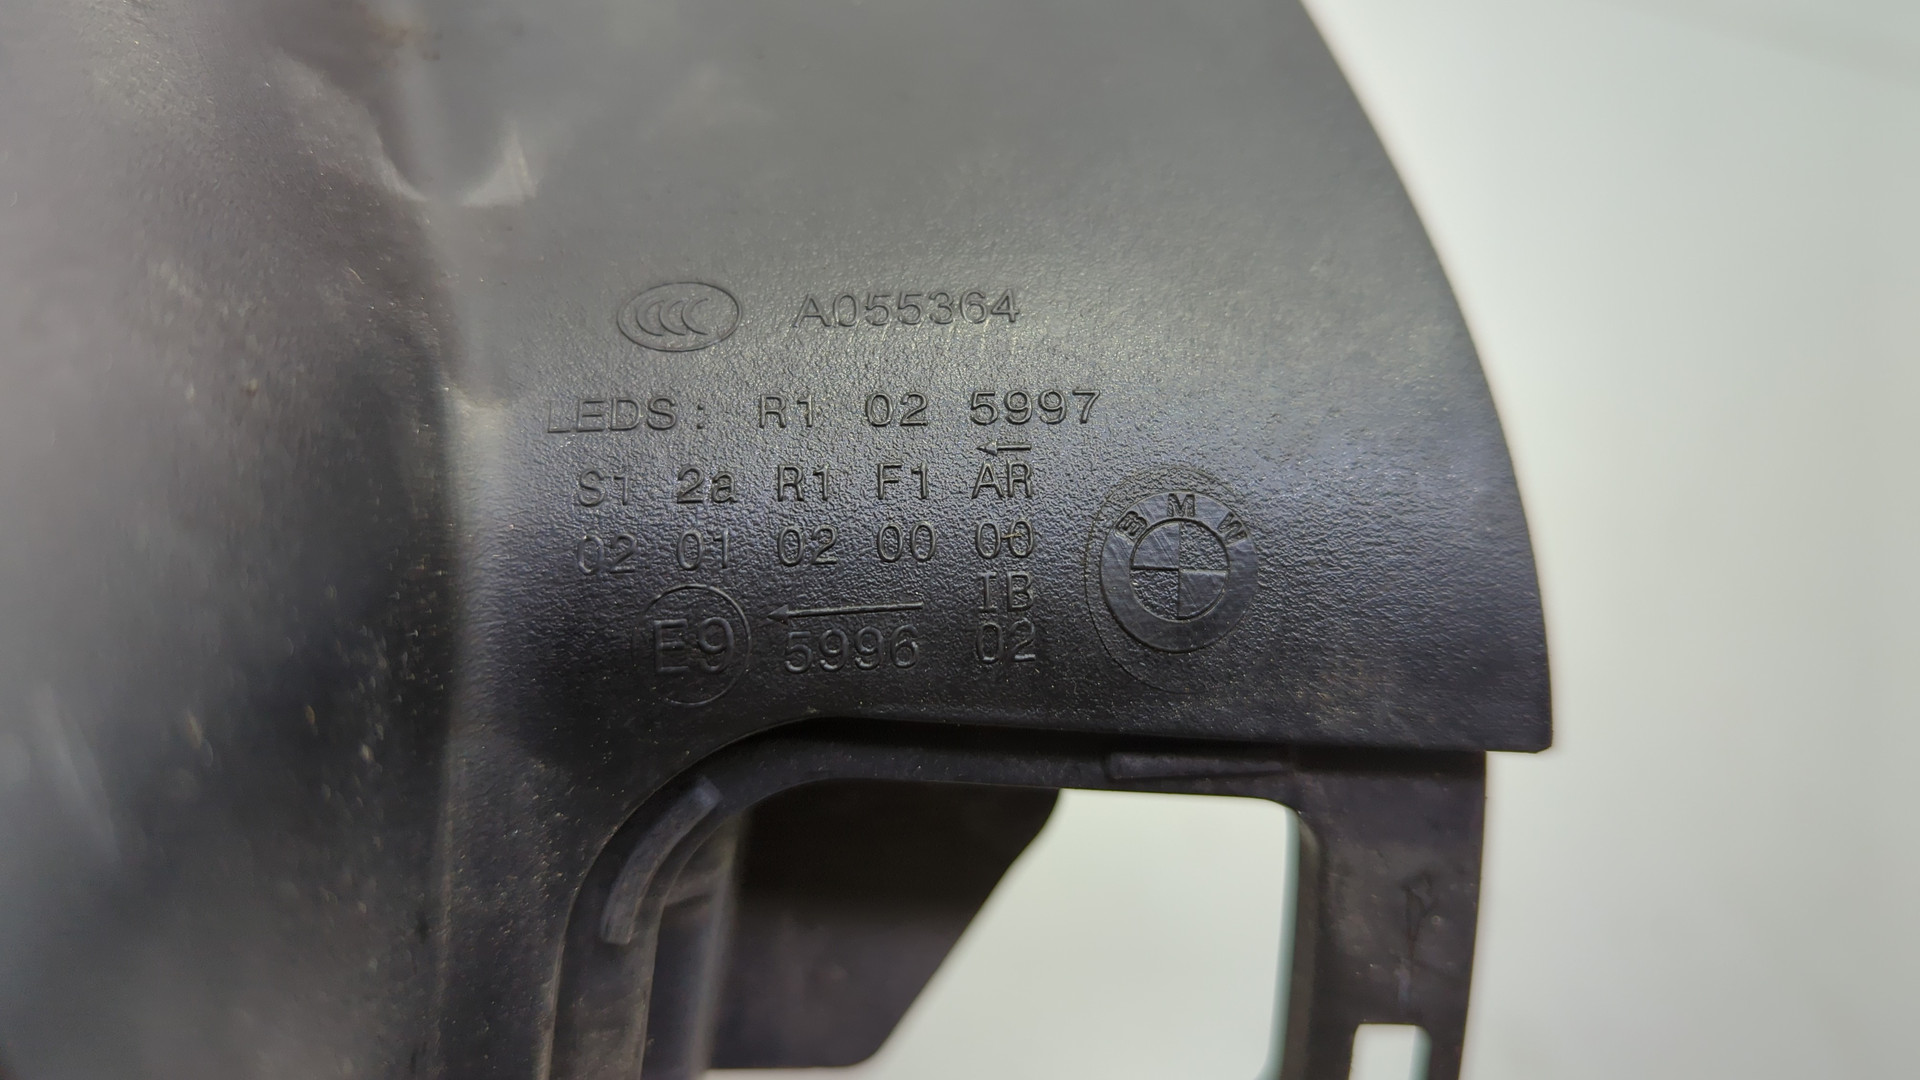 CCC A055364
LEDS: R1 02 5997
←
S1 2a R1 F1 AR
02 01 02 00 00
IB
E9 ← 5996 02
BMW